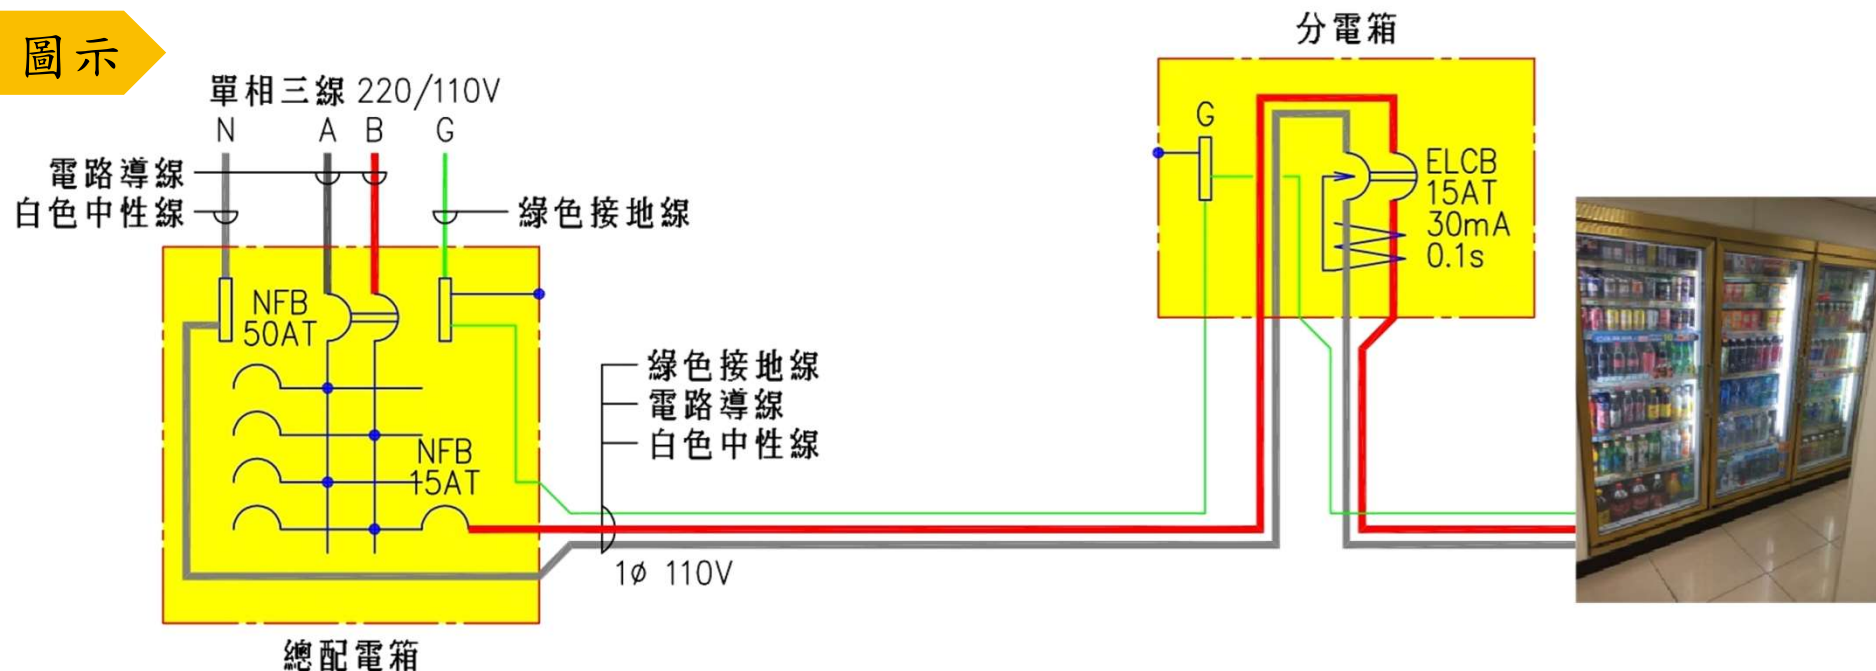 圖示
單相三線 220/110V
N A B G
電路導線
白色中性線
綠色接地線
NFB
50AT
NFB
15AT
總配電箱
綠色接地線
電路導線
白色中性線
1ø 110V
分電箱
G
ELCB
15AT
30mA
0.1s